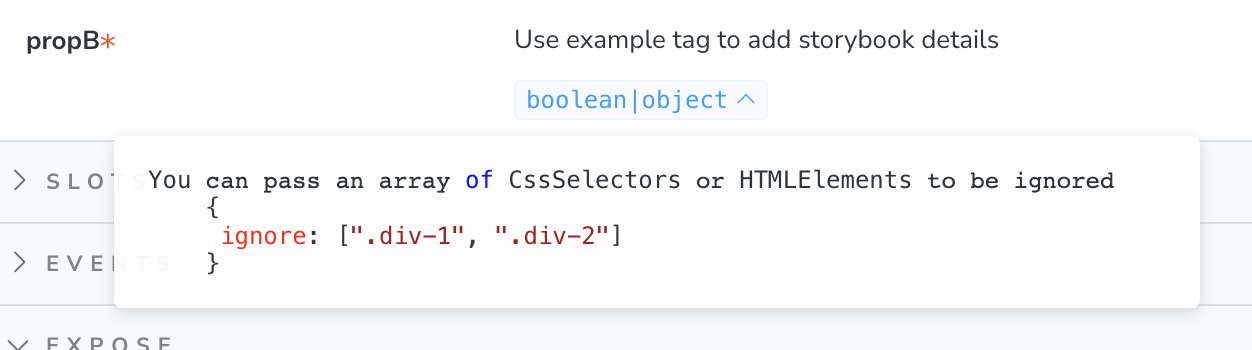 propB* Use example tag to add storybook details
boolean|object
SLOTS
You can pass an array of CssSelectors or HTMLElements to be ignored
{
ignore: [".div-1", ".div-2"]
}
EVENTS
EXPOSE